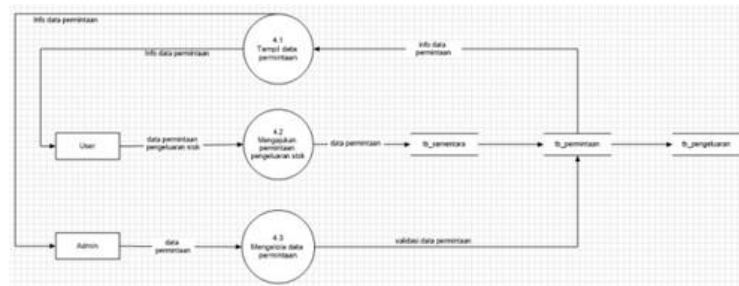 Info data permintaan
4.1
Tampil data
permintaan
Info data permintaan
info data
permintaan
User
data permintaan
pengeluaran stok
4.2
Mengajukan
permintaan
pengeluaran stok
data permintaan
tb_sementara
tb_permintaan
tb_pengeluaran
Admin
data
permintaan
4.3
Mengelola data
permintaan
validasi data permintaan